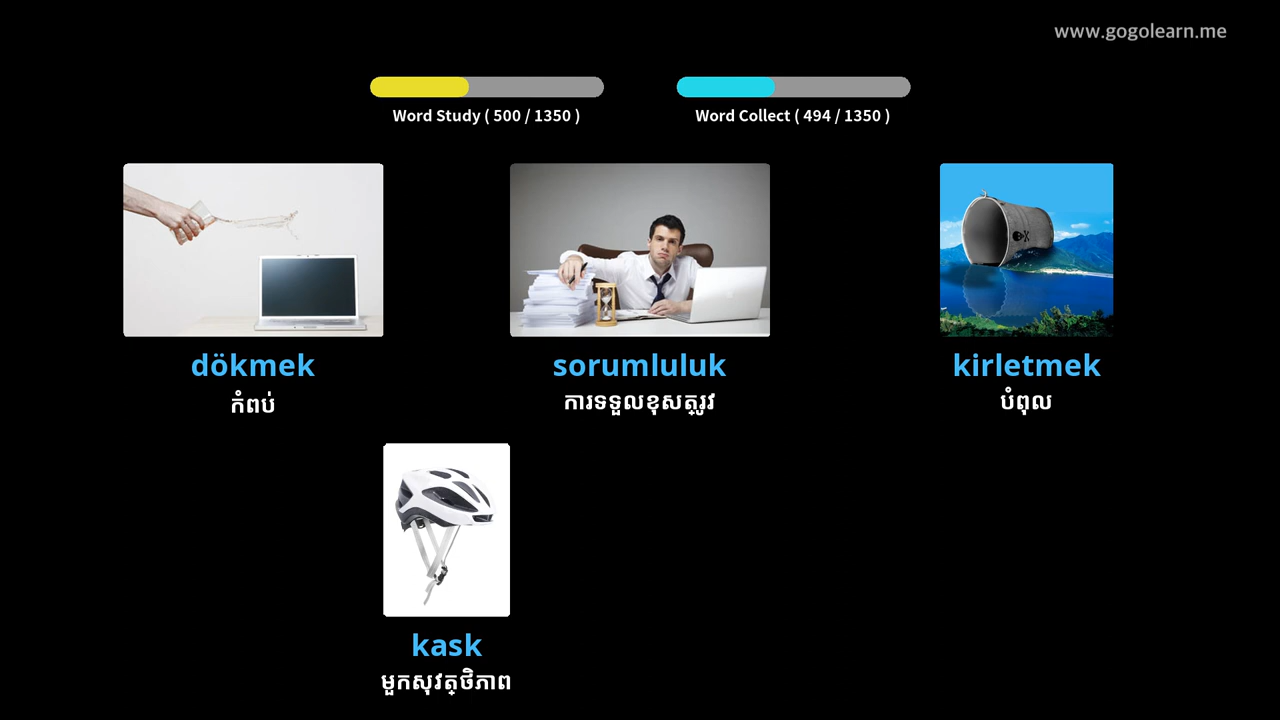 www.gogolearn.me
Word Study ( 500 / 1350 )
Word Collect ( 494 / 1350 )
dökmek
កំពប់
sorumluluk
ការទទួលខុសត្រូវ
kirletmek
បំពុល
kask
មួកសុវត្ថិភាព